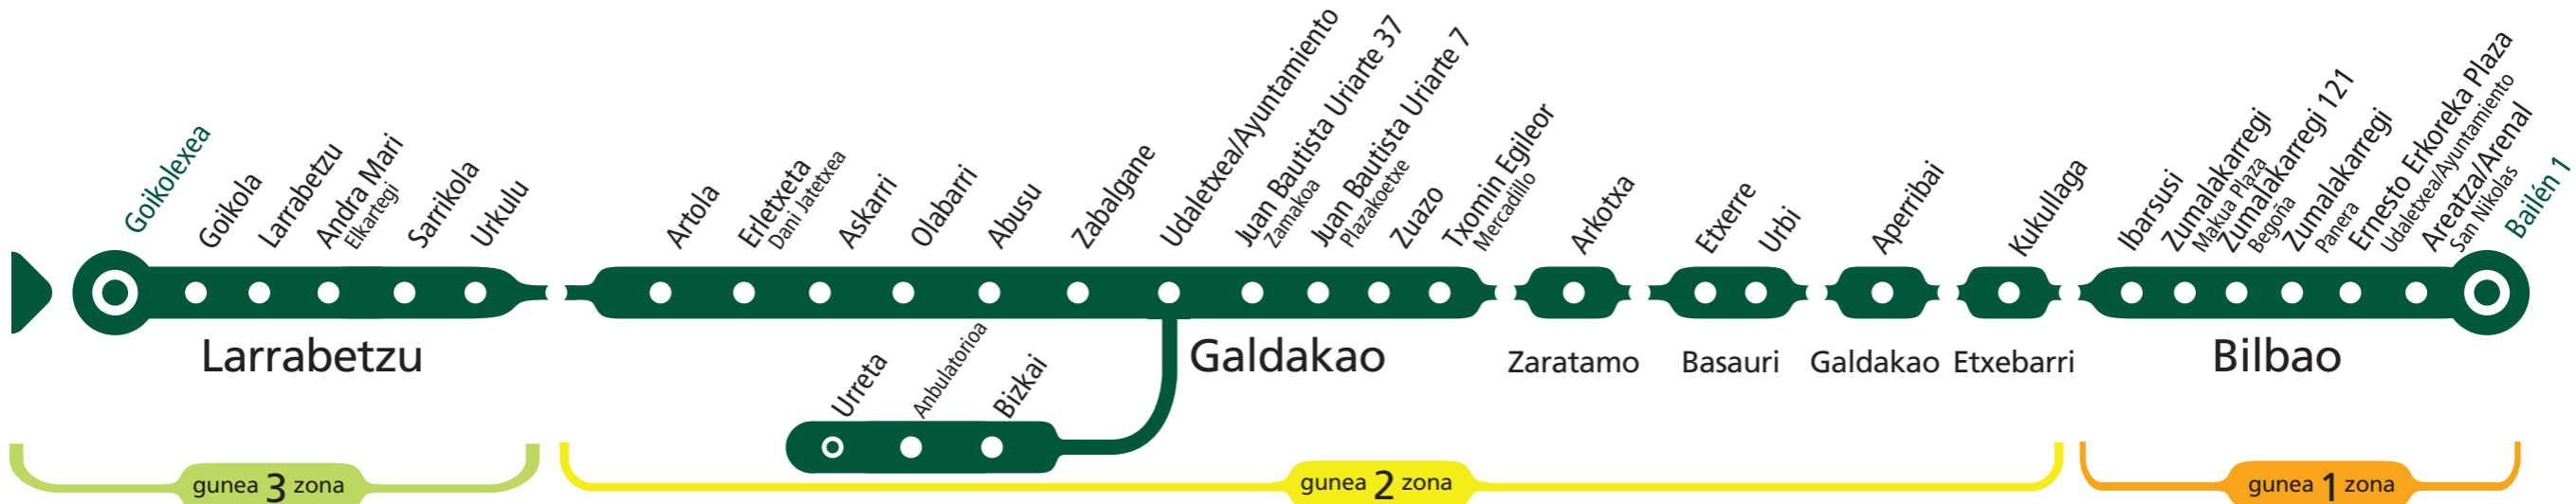 Goikolexea
Goikola
Larrabetzu
Andra Mari
Elkartegi
Sarrikola
Urkulu
Artola
Erletxeta
Dani Jatetxea
Askarri
Olabarri
Abusu
Zabalgane
Udaletxea/Ayuntamiento
Juan Bautista Uriarte 37
Zamakoa
Juan Bautista Uriarte 7
Plazakoetxe
Zuazo
Txomin Egileor
Mercadillo
Arkotxa
Etxerre
Urbi
Aperribai
Kukullaga
Ibarsusi
Zumalakarregi
Makua Plaza
Zumalakarregi 121
Begoña
Zumalakarregi
Panera
Ernesto Erkoreka Plaza
Udaletxea/Ayuntamiento
Areatza/Arenal
San Nikolas
Bailén 1
Larrabetzu
Galdakao
Zaratamo
Basauri
Galdakao
Etxebarri
Bilbao
Urreta
Anbulatorioa
Bizkai
gunea 3 zona
gunea 2 zona
gunea 1 zona